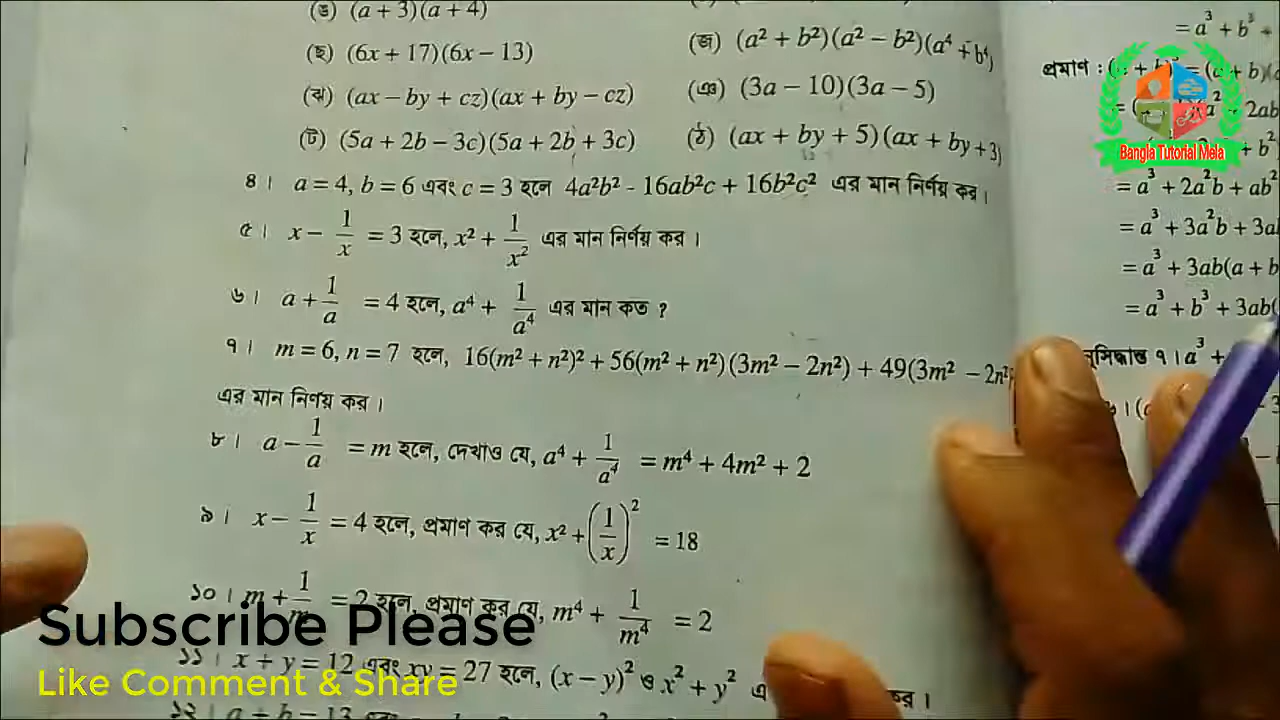 (ঙ) (a + 3)(a + 4)
(ছ) (6x + 17)(6x − 13)
(জ) (a² + b²)(a² − b²)(a⁴ + b⁴)
(ঝ) (ax − by + cz)(ax + by − cz)
(ঞ) (3a − 10)(3a − 5)
(ট) (5a + 2b − 3c)(5a + 2b + 3c)
(ঠ) (ax + by + 5)(ax + by + 3)
৪। a = 4, b = 6 এবং c = 3 হলে 4a²b² - 16ab²c + 16b²c² এর মান নির্ণয় কর।
৫। x − 1/x = 3 হলে, x² + 1/x² এর মান নির্ণয় কর।
৬। a + 1/a = 4 হলে, a⁴ + 1/a⁴ এর মান কত ?
৭। m = 6, n = 7 হলে, 16(m² + n²)² + 56(m² + n²)(3m² − 2n²) + 49(3m² − 2n²)
এর মান নির্ণয় কর।
৮। a − 1/a = m হলে, দেখাও যে, a⁴ + 1/a⁴ = m⁴ + 4m² + 2
৯। x − 1/x = 4 হলে, প্রমাণ কর যে, x² + (1/x)² = 18
১০। m + 1/m = 2 হলে, প্রমাণ কর যে, m⁴ + 1/m⁴ = 2
১১। x + y = 12 এবং xy = 27 হলে, (x − y)² ও x² + y² এ কর।
১২। a + b = 13
= a³ + b³ +
প্রমাণ :
= a³ + 2a²b + ab²
= a³ + 3a²b + 3a
= a³ + 3ab(a + b
= a³ + b³ + 3ab(
১। a³ +
Bangla Tutorial Mela
Subscribe Please
Like Comment & Share